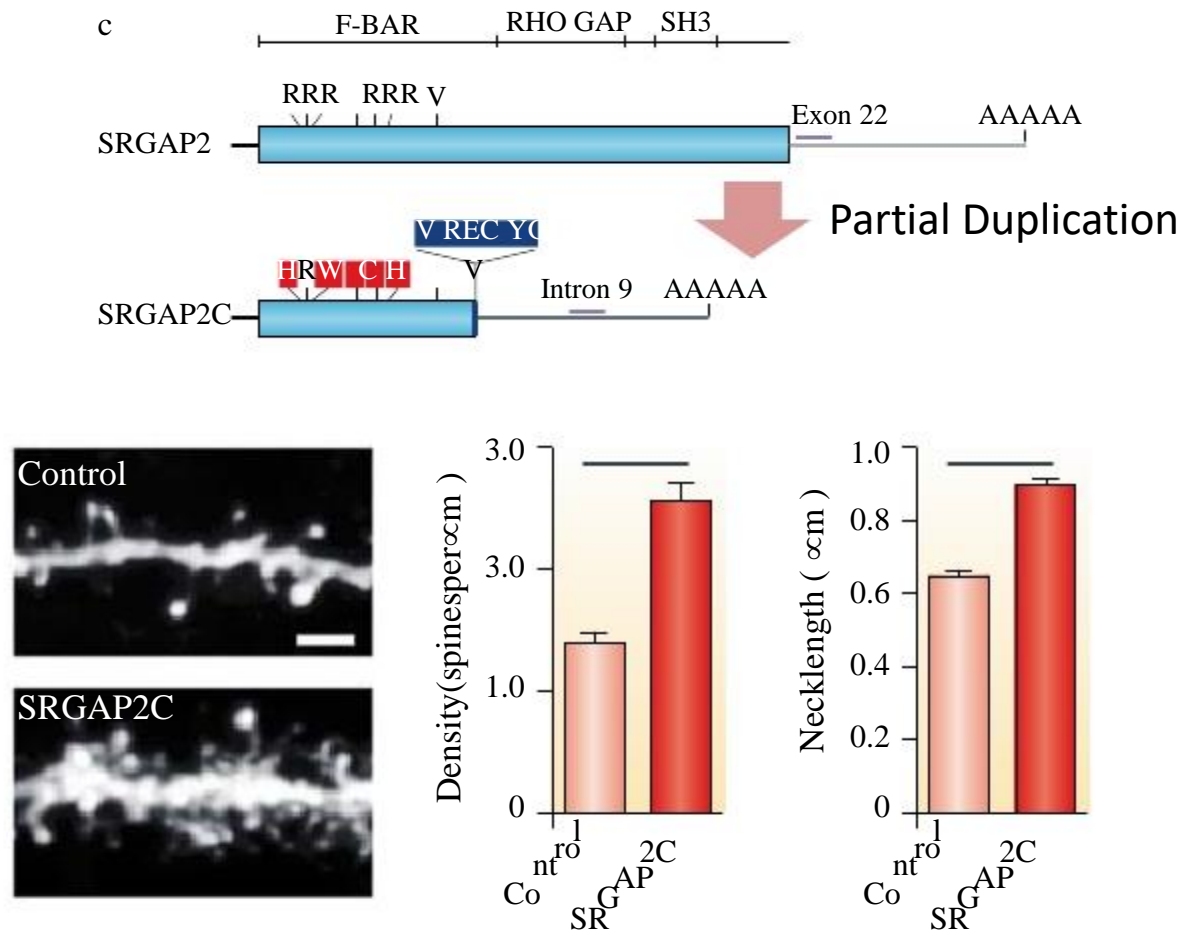 c
F-BAR RHO GAP SH3
RRR RRR V
Exon 22 AAAAA
SRGAP2
Partial Duplication
V REC YC
H R W C H V
Intron 9 AAAAA
SRGAP2C
Control
SRGAP2C
Density(spinesper∝m )
3.0
3.0
1.0
0
Control
SRGAP2C
Necklength ( ∝m )
1.0
0.8
0.6
0.4
0.2
0
Control
SRGAP2C